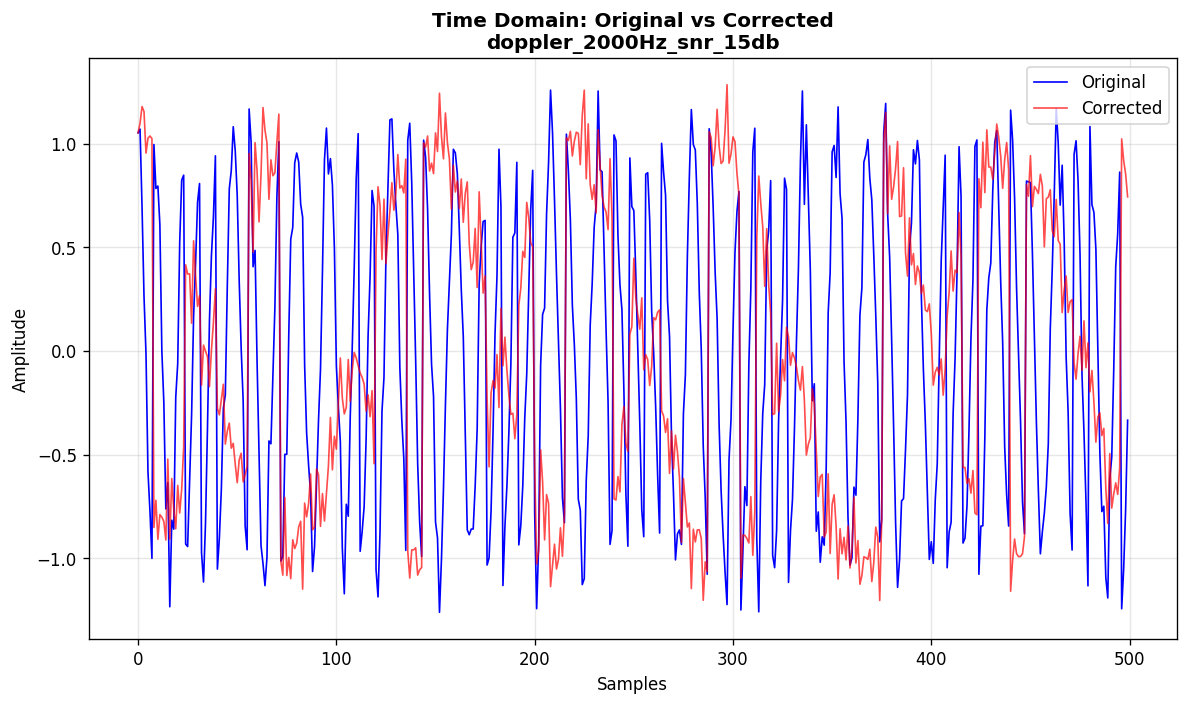 Time Domain: Original vs Corrected
doppler_2000Hz_snr_15db
Original
Corrected
Amplitude
1.0
0.5
0.0
−0.5
−1.0
0
100
200
300
400
500
Samples